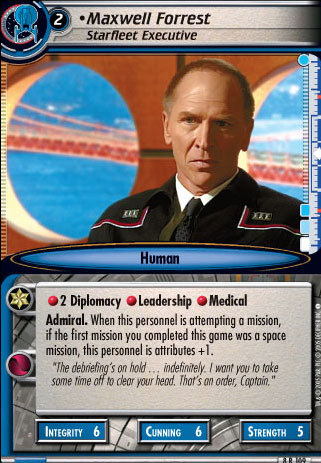 2
•Maxwell Forrest
Starfleet Executive
Human
2 Diplomacy Leadership Medical
Admiral. When this personnel is attempting a mission,
if the first mission you completed this game was a space
mission, this personnel is attributes +1.
"The debriefing's on hold ... indefinitely. I want you to take
some time off to clear your head. That's an order, Captain."
INTEGRITY 6 CUNNING 6 STRENGTH 5